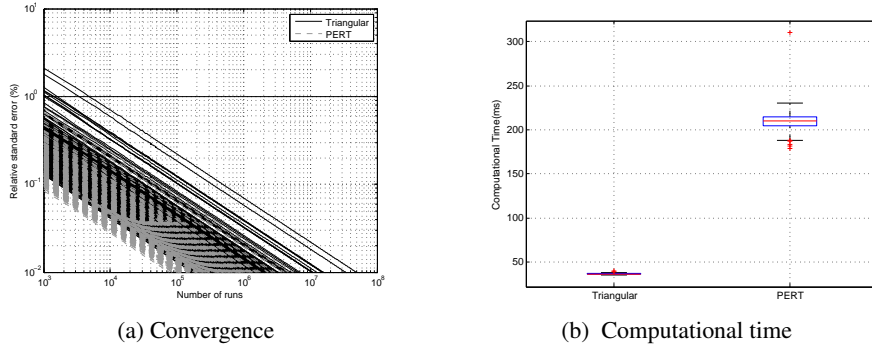 10^1
10^0
10^-1
10^-2
Relative standard error (%)
Triangular
PERT
10^3
10^4
10^5
10^6
10^7
10^8
Number of runs
(a) Convergence
300
250
200
150
100
50
Computational Time(ms)
Triangular
PERT
(b) Computational time